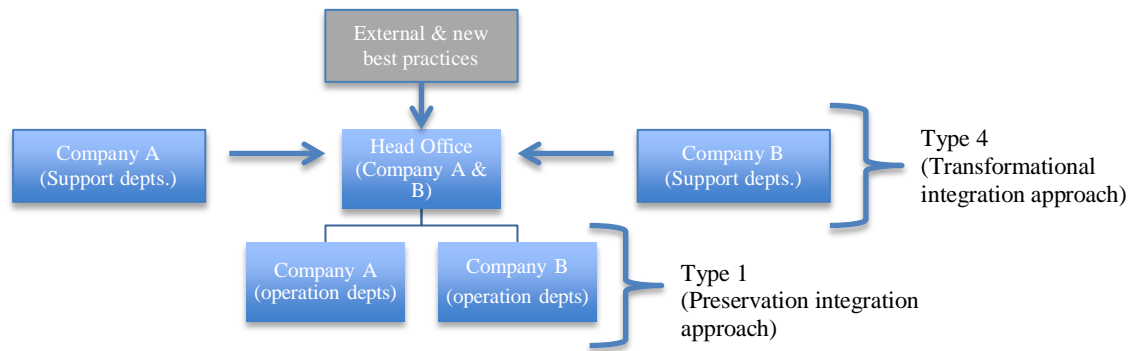 External & new
best practices
Company A
(Support depts.)
Head Office
(Company A &
B)
Company B
(Support depts.)
Type 4
(Transformational
integration approach)
Company A
(operation depts)
Company B
(operation depts)
Type 1
(Preservation integration
approach)